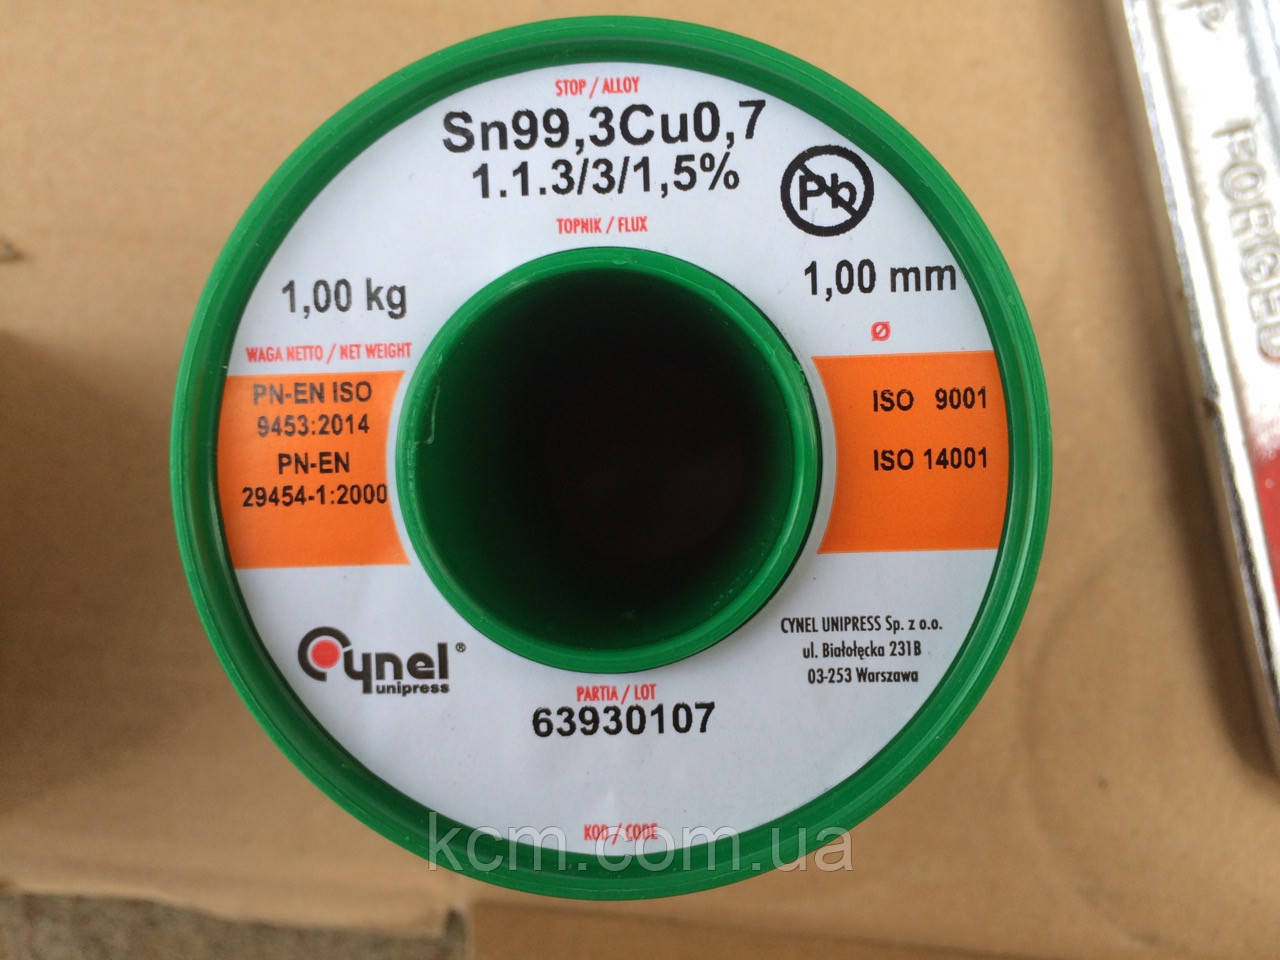 STOP / ALLOY
Sn99,3Cu0,7
1.1.3/3/1,5%
Pb
TOPNIK / FLUX
1,00 kg
1,00 mm
WAGA NETTO / NET WEIGHT
Ø
PN-EN ISO
9453:2014
PN-EN
29454-1:2000
ISO 9001
ISO 14001
Cynel®
unipress
CYNEL UNIPRESS Sp. z o.o.
ul. Białołęcka 231B
03-253 Warszawa
PARTIA / LOT
63930107
KOD / CODE
kcm.com.ua
FORGED